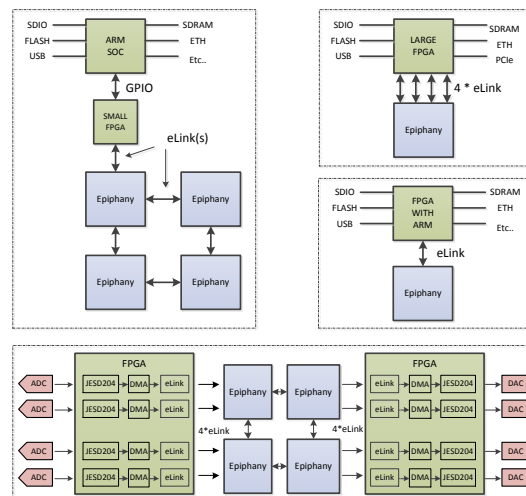 SDIO
FLASH
USB
ARM
SOC
SDRAM
ETH
Etc..
GPIO
SMALL
FPGA
eLink(s)
Epiphany
Epiphany
Epiphany
Epiphany
SDIO
FLASH
USB
LARGE
FPGA
SDRAM
ETH
PCIe
4 * eLink
Epiphany
SDIO
FLASH
USB
FPGA
WITH
ARM
SDRAM
ETH
Etc..
eLink
Epiphany
FPGA
FPGA
ADC JESD204 DMA eLink Epiphany Epiphany eLink DMA JESD204 DAC
ADC JESD204 DMA eLink eLink DMA JESD204 DAC
4*eLink 4*eLink
ADC JESD204 DMA eLink Epiphany Epiphany eLink DMA JESD204 DAC
ADC JESD204 DMA eLink eLink DMA JESD204 DAC